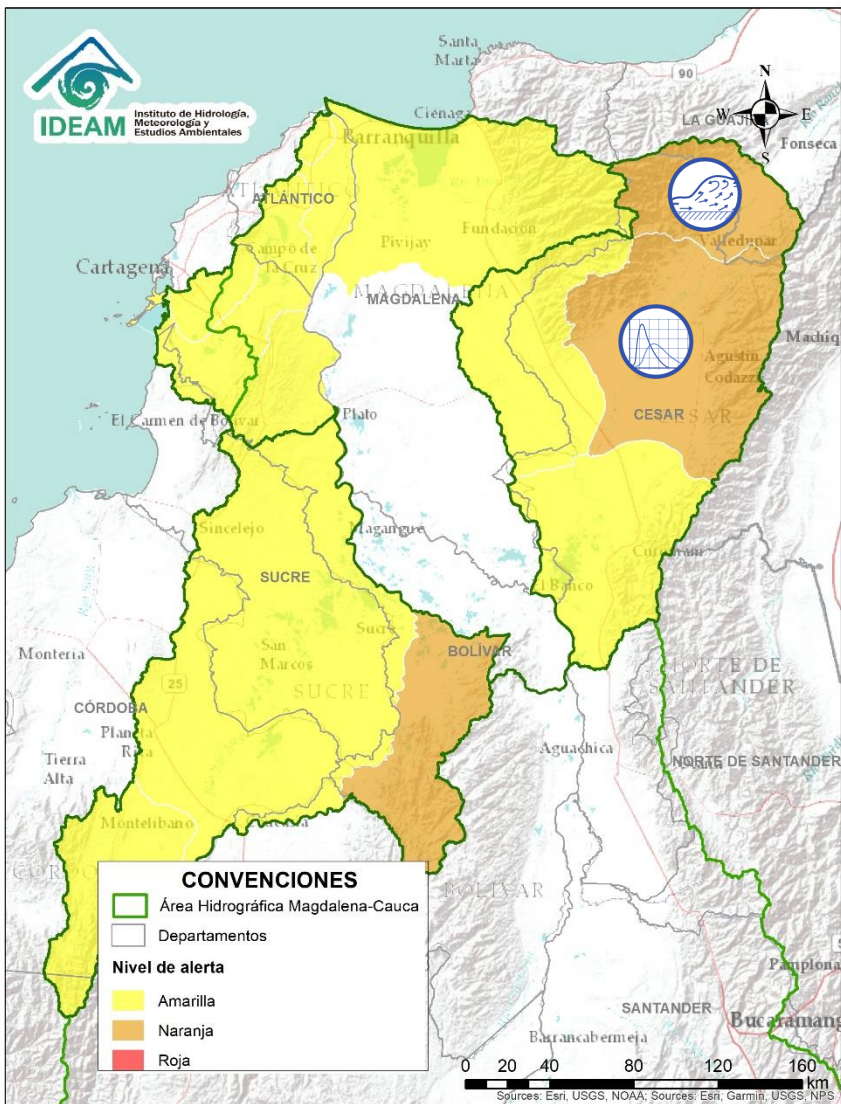 IDEAM
Instituto de Hidrología,
Meteorología y
Estudios Ambientales
Santa
Marta
90
N
W
E
S
LA GUAJIRA
Fonseca
Ciénaga
Barranquilla
ATLÁNTICO
Fundación
Pivijay
Valledupar
Campo de
la Cruz
Cartagena
MAGDALENA
MAGDALENA
Agustín
Codazzi
CESAR
CESAR
El Carmen de Bolívar
Plato
Sincelejo
Magangué
SUCRE
El Banco
Sucre
San
Marcos
BOLÍVAR
Montería
25
SUCRE
NORTE DE
SANTANDER
CÓRDOBA
Planeta
Rica
Tierra
Alta
Aguachica
NORTE DE SANTANDER
Montelíbano
BOLÍVAR
CONVENCIONES
Área Hidrográfica Magdalena-Cauca
Departamentos
Nivel de alerta
Amarilla
Naranja
Roja
Pamplona
SANTANDER
Bucaramang
Barrancabermeja
0 20 40 80 120 160
km
Sources: Esri, USGS, NOAA; Sources: Esri, Garmin, USGS, NPS